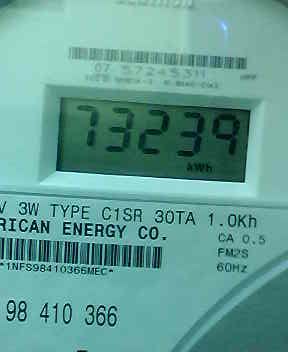 07 57245311
73239
kWh
V 3W TYPE C1SR 30TA 1.0Kh
RICAN ENERGY CO.
CA 0.5
FM2S
*1NFS98410366MEC*
60Hz
98 410 366